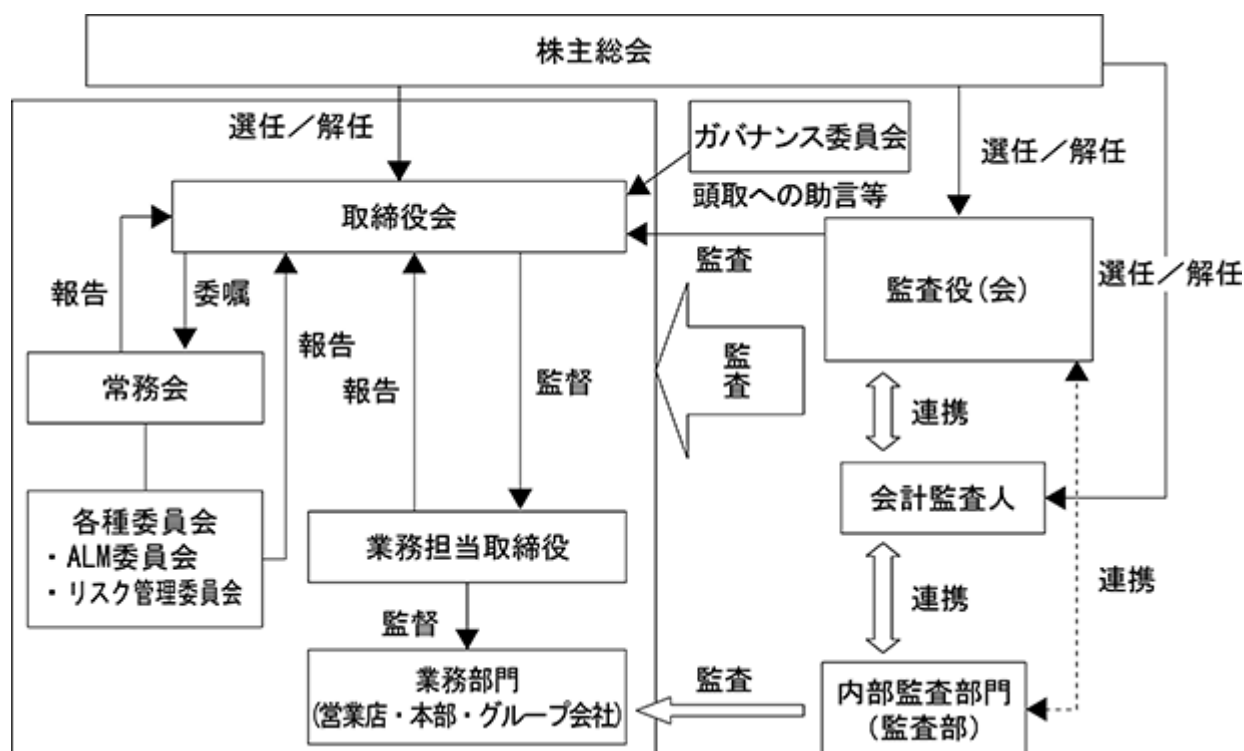 株主総会
選任／解任
ガバナンス委員会
選任／解任
頭取への助言等
取締役会
監査
監査役（会）
選任／解任
報告
委嘱
報告
報告
監督
監査
常務会
連携
会計監査人
各種委員会
・ALM委員会
・リスク管理委員会
業務担当取締役
連携
連携
監督
業務部門
（営業店・本部・グループ会社）
監査
内部監査部門
（監査部）